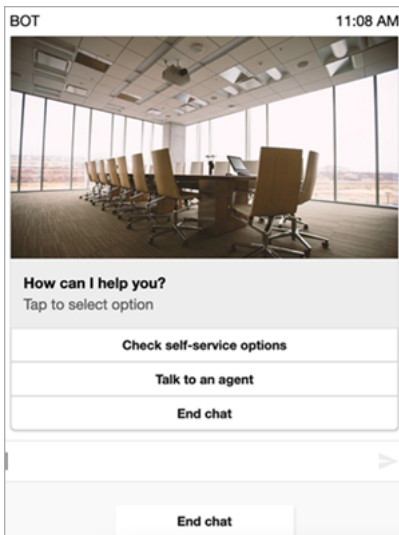 BOT 11:08 AM
How can I help you?
Tap to select option
Check self-service options
Talk to an agent
End chat
End chat